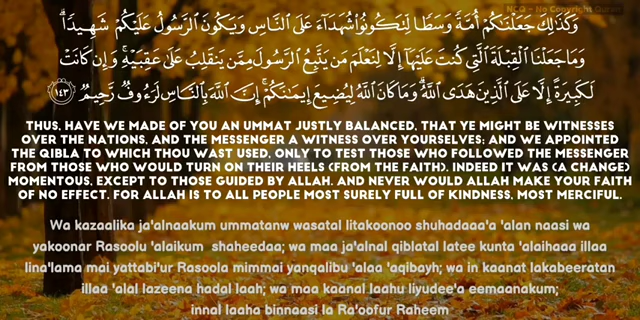 NCQ - No Copyright Quran
وَكَذَٰلِكَ جَعَلْنَٰكُمْ أُمَّةً وَسَطًا لِّتَكُونُوا۟ شُهَدَآءَ عَلَى ٱلنَّاسِ وَيَكُونَ ٱلرَّسُولُ عَلَيْكُمْ شَهِيدًا ۗ
وَمَا جَعَلْنَا ٱلْقِبْلَةَ ٱلَّتِى كُنتَ عَلَيْهَآ إِلَّا لِنَعْلَمَ مَن يَتَّبِعُ ٱلرَّسُولَ مِمَّن يَنقَلِبُ عَلَىٰ عَقِبَيْهِ ۚ وَإِن كَانَتْ
لَكَبِيرَةً إِلَّا عَلَى ٱلَّذِينَ هَدَى ٱللَّهُ ۗ وَمَا كَانَ ٱللَّهُ لِيُضِيعَ إِيمَٰنَكُمْ ۚ إِنَّ ٱللَّهَ بِٱلنَّاسِ لَرَءُوفٌ رَّحِيمٌ ١٤٣
THUS, HAVE WE MADE OF YOU AN UMMAT JUSTLY BALANCED, THAT YE MIGHT BE WITNESSES
OVER THE NATIONS, AND THE MESSENGER A WITNESS OVER YOURSELVES; AND WE APPOINTED
THE QIBLA TO WHICH THOU WAST USED, ONLY TO TEST THOSE WHO FOLLOWED THE MESSENGER
FROM THOSE WHO WOULD TURN ON THEIR HEELS (FROM THE FAITH). INDEED IT WAS (A CHANGE)
MOMENTOUS, EXCEPT TO THOSE GUIDED BY ALLAH. AND NEVER WOULD ALLAH MAKE YOUR FAITH
OF NO EFFECT. FOR ALLAH IS TO ALL PEOPLE MOST SURELY FULL OF KINDNESS, MOST MERCIFUL.
Wa kazaalika ja'alnaakum ummatanw wasatal litakoonoo shuhadaaa'a 'alan naasi wa
yakoonar Rasoolu 'alaikum shaheedaa; wa maa ja'alnal qiblatal latee kunta 'alaihaaa illaa
lina'lama mai yattabi'ur Rasoola mimmai yanqalibu 'alaa 'aqibayh; wa in kaanat lakabeeratan
illaa 'alal lazeena hadal laah; wa maa kaanal laahu liyudee'a eemaanakum;
innal laaha binnaasi la Ra'oofur Raheem